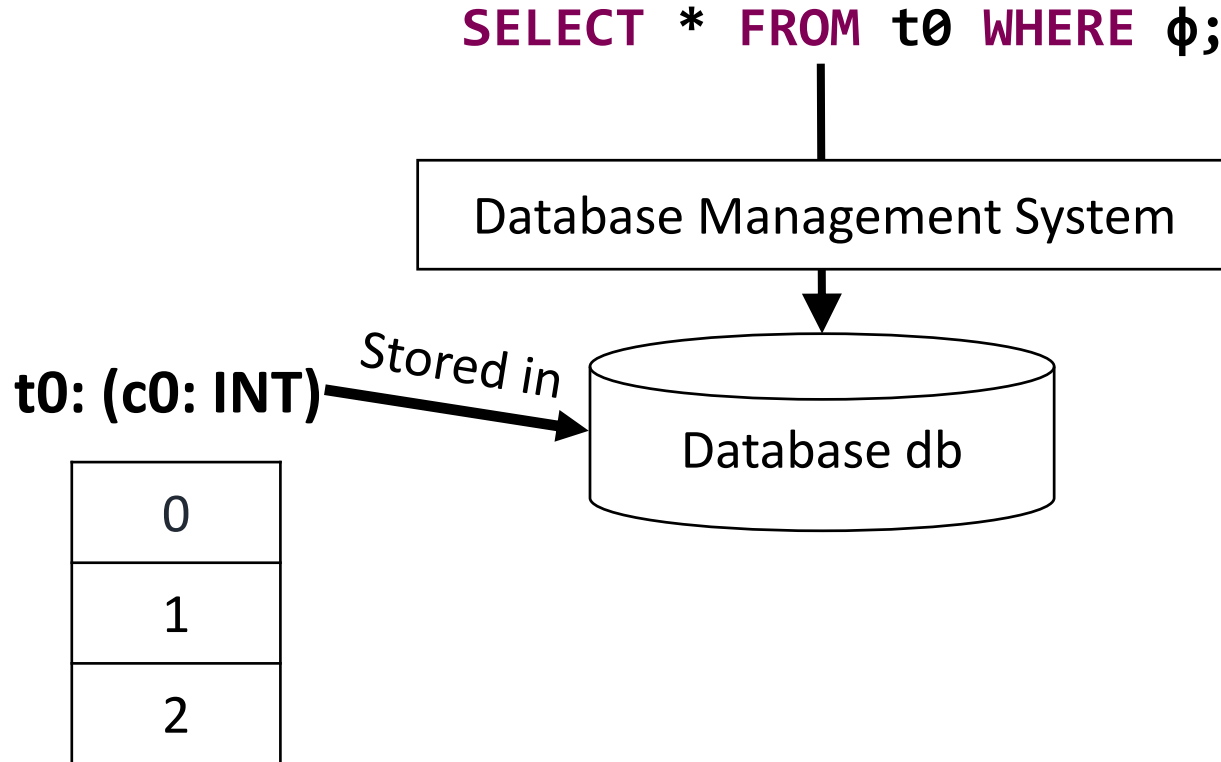 SELECT * FROM t0 WHERE ϕ;
Database Management System
Stored in
t0: (c0: INT)
Database db
0
1
2